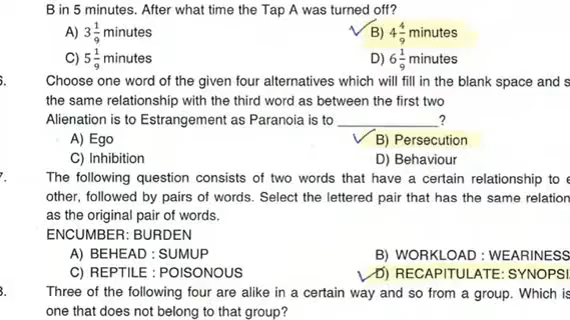 B in 5 minutes. After what time the Tap A was turned off?
A) 3 1/9 minutes B) 4 4/9 minutes
C) 5 1/9 minutes D) 6 1/9 minutes
Choose one word of the given four alternatives which will fill in the blank space and
the same relationship with the third word as between the first two
Alienation is to Estrangement as Paranoia is to ____________?
A) Ego B) Persecution
C) Inhibition D) Behaviour
The following question consists of two words that have a certain relationship to
other, followed by pairs of words. Select the lettered pair that has the same
as the original pair of words.
ENCUMBER: BURDEN
A) BEHEAD : SUMUP B) WORKLOAD : WEARINESS
C) REPTILE : POISONOUS D) RECAPITULATE:
Three of the following four are alike in a certain way and so from a group. Which is
one that does not belong to that group?